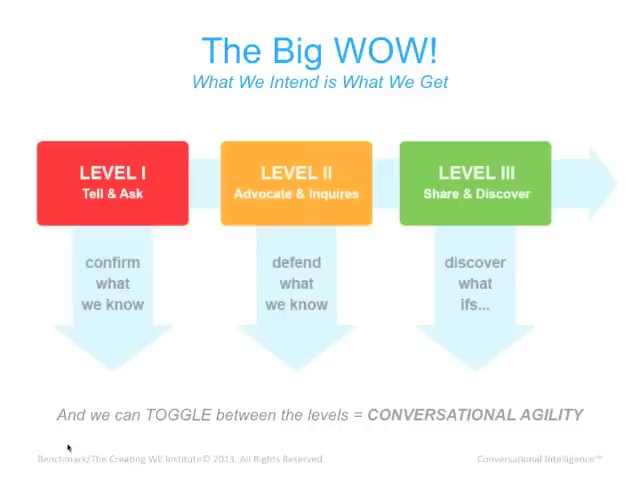 The Big WOW!
What We Intend is What We Get
LEVEL I
Tell & Ask
LEVEL II
Advocate & Inquires
LEVEL III
Share & Discover
confirm
what
we know
defend
what
we know
discover
what
ifs...
And we can TOGGLE between the levels = CONVERSATIONAL AGILITY
Benchmark/The Creating WE Institute© 2013. All Rights Reserved.
Conversational Intelligence™